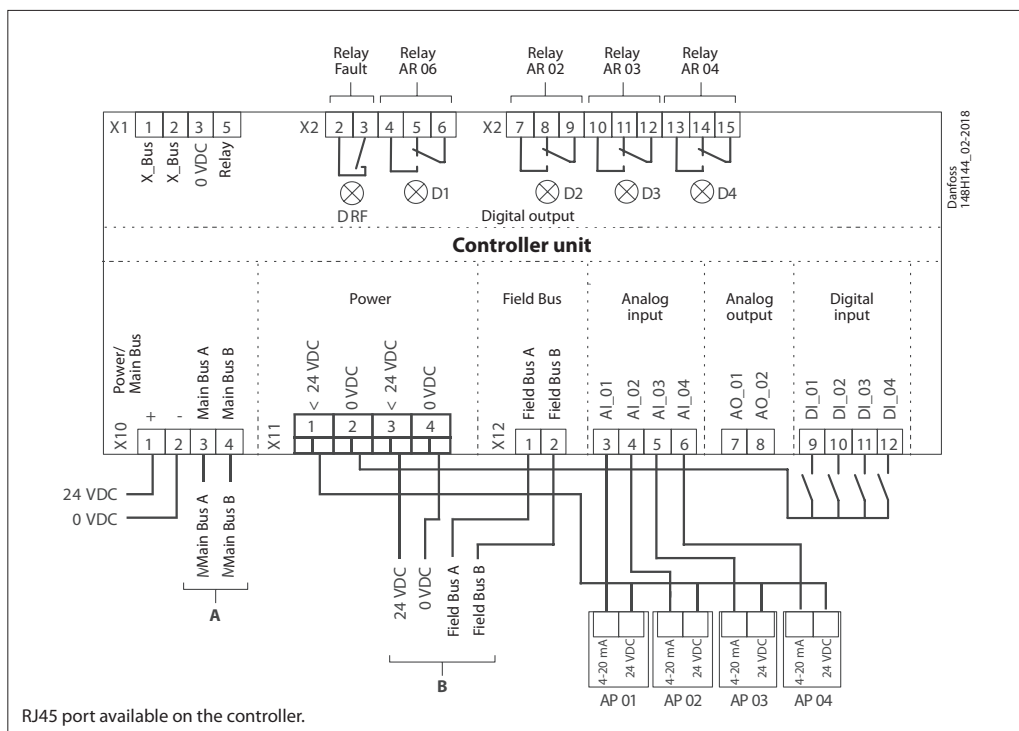 Relay Fault
Relay AR 06
Relay AR 02
Relay AR 03
Relay AR 04
X1 1 2 3 5
X2 2 3 4 5 6
X2 7 8 9 10 11 12 13 14 15
X_Bus
X_Bus
0 VDC
Relay
D RF
D1
D2
D3
D4
Digital output
Danfoss
148H144_02-2018
Controller unit
Power/
Main Bus
Power
Field Bus
Analog
input
Analog
output
Digital
input
+
-
Main Bus A
Main Bus B
< 24 VDC
0 VDC
< 24 VDC
0 VDC
Field Bus A
Field Bus B
AI_01
AI_02
AI_03
AI_04
AO_01
AO_02
DI_01
DI_02
DI_03
DI_04
X10 1 2 3 4
X11 1 2 3 4
X12 1 2 3 4 5 6 7 8 9 10 11 12
24 VDC
0 VDC
MMain Bus A
MMain Bus B
A
24 VDC
0 VDC
Field Bus A
Field Bus B
B
4-20 mA
24 VDC
4-20 mA
24 VDC
4-20 mA
24 VDC
4-20 mA
24 VDC
AP 01
AP 02
AP 03
AP 04
RJ45 port available on the controller.